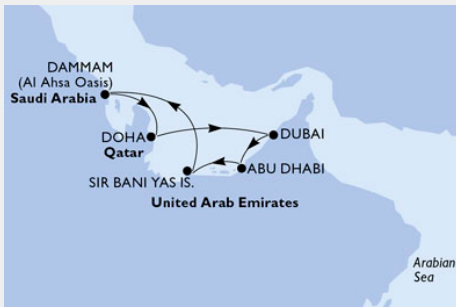 DAMMAM
(Al Ahsa Oasis)
Saudi Arabia
DOHA
Qatar
DUBAI
ABU DHABI
SIR BANI YAS IS.
United Arab Emirates
Arabian
Sea